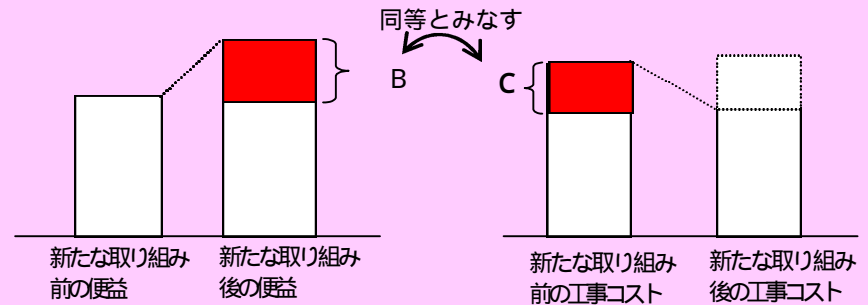 同等とみなす
B
C
新たな取り組み
前の便益
新たな取り組み
後の便益
新たな取り組み
前の工事コスト
新たな取り組み
後の工事コスト